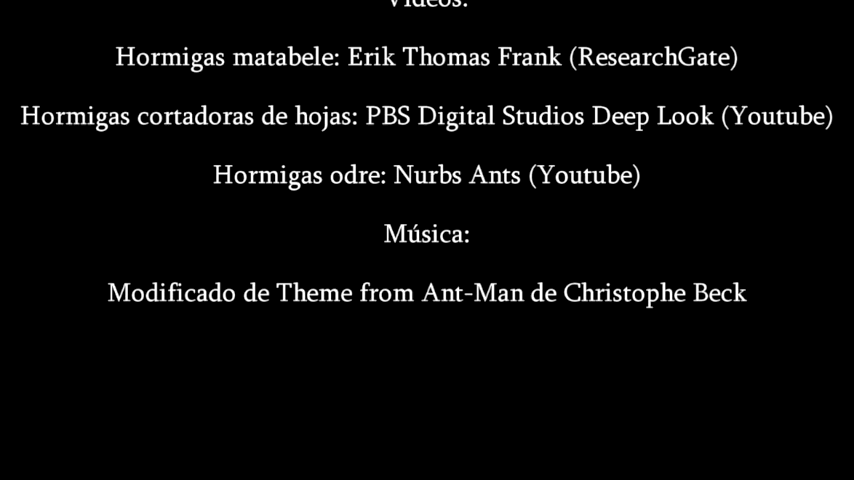 Vídeos:
Hormigas matabele: Erik Thomas Frank (ResearchGate)
Hormigas cortadoras de hojas: PBS Digital Studios Deep Look (Youtube)
Hormigas odre: Nurbs Ants (Youtube)
Música:
Modificado de Theme from Ant-Man de Christophe Beck